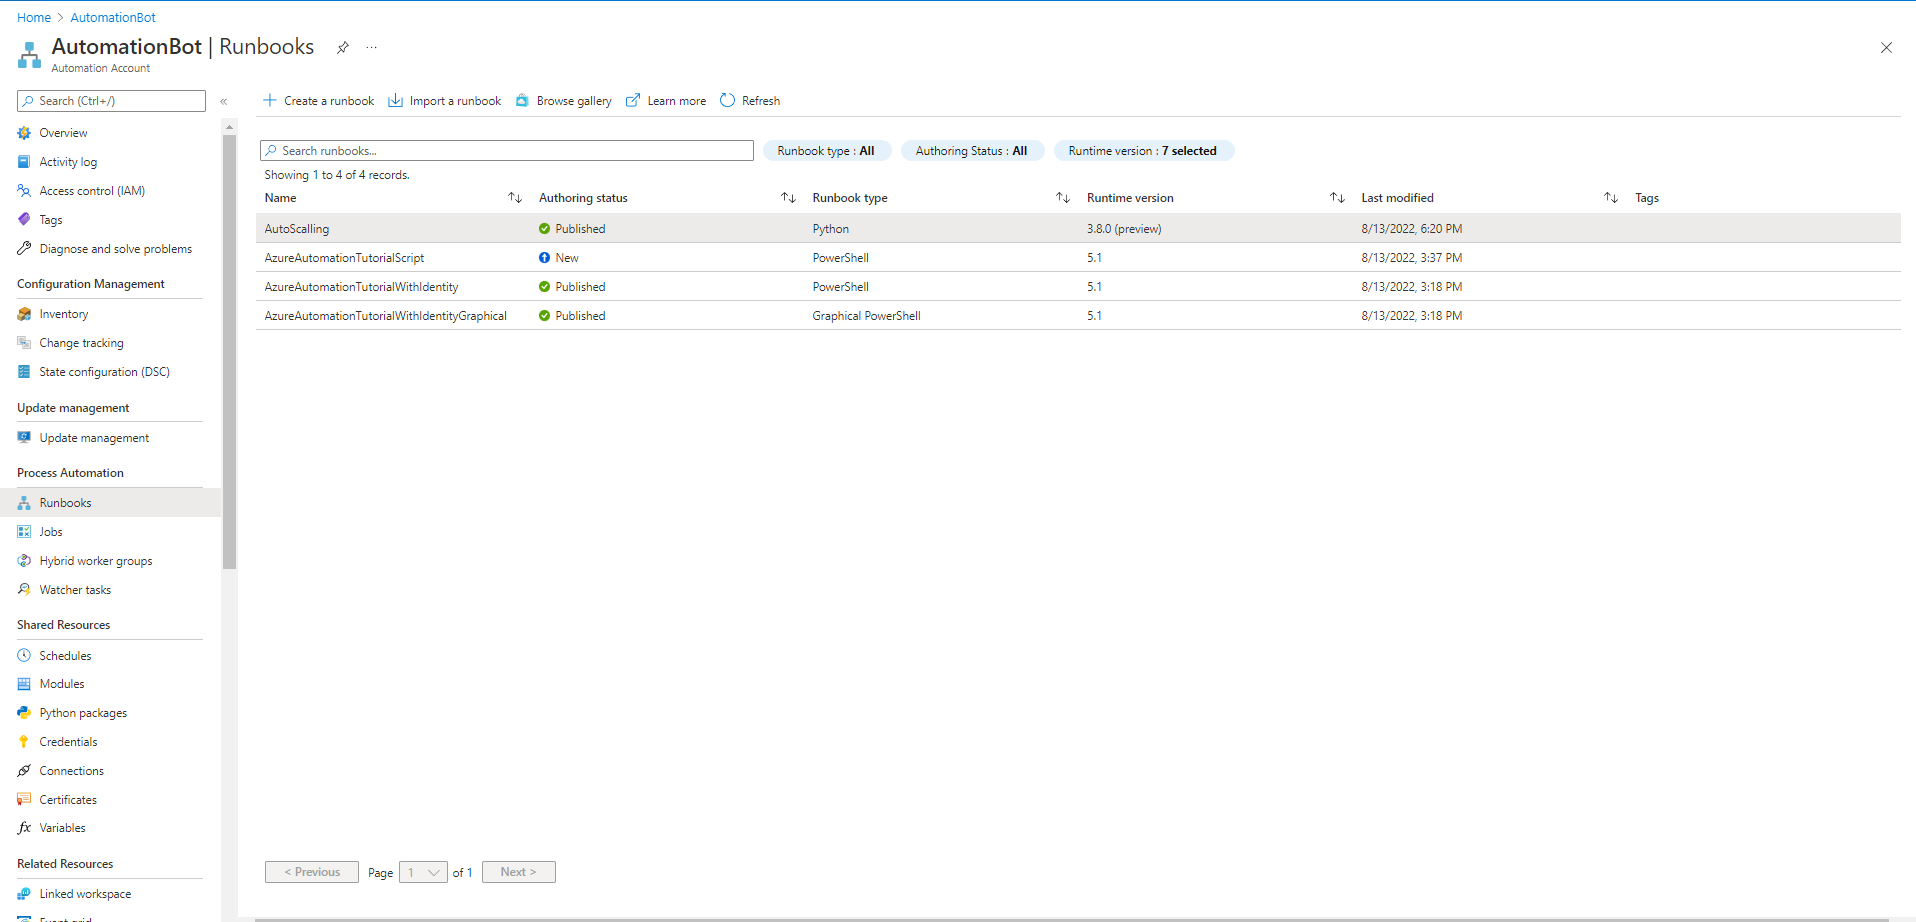 Home > AutomationBot
AutomationBot | Runbooks ...
Automation Account
Search (Ctrl+/) «
Overview
Activity log
Access control (IAM)
Tags
Diagnose and solve problems
Configuration Management
Inventory
Change tracking
State configuration (DSC)
Update management
Update management
Process Automation
Runbooks
Jobs
Hybrid worker groups
Watcher tasks
Shared Resources
Schedules
Modules
Python packages
Credentials
Connections
Certificates
fx Variables
Related Resources
Linked workspace
Event grid
Create a runbook Import a runbook Browse gallery Learn more Refresh
Search runbooks... Runbook type : All Authoring Status : All Runtime version : 7 selected
Showing 1 to 4 of 4 records.
Name Authoring status Runbook type Runtime version Last modified Tags
AutoScalling Published Python 3.8.0 (preview) 8/13/2022, 6:20 PM
AzureAutomationTutorialScript New PowerShell 5.1 8/13/2022, 3:37 PM
AzureAutomationTutorialWithIdentity Published PowerShell 5.1 8/13/2022, 3:18 PM
AzureAutomationTutorialWithIdentityGraphical Published Graphical PowerShell 5.1 8/13/2022, 3:18 PM
< Previous Page 1 of 1 Next >